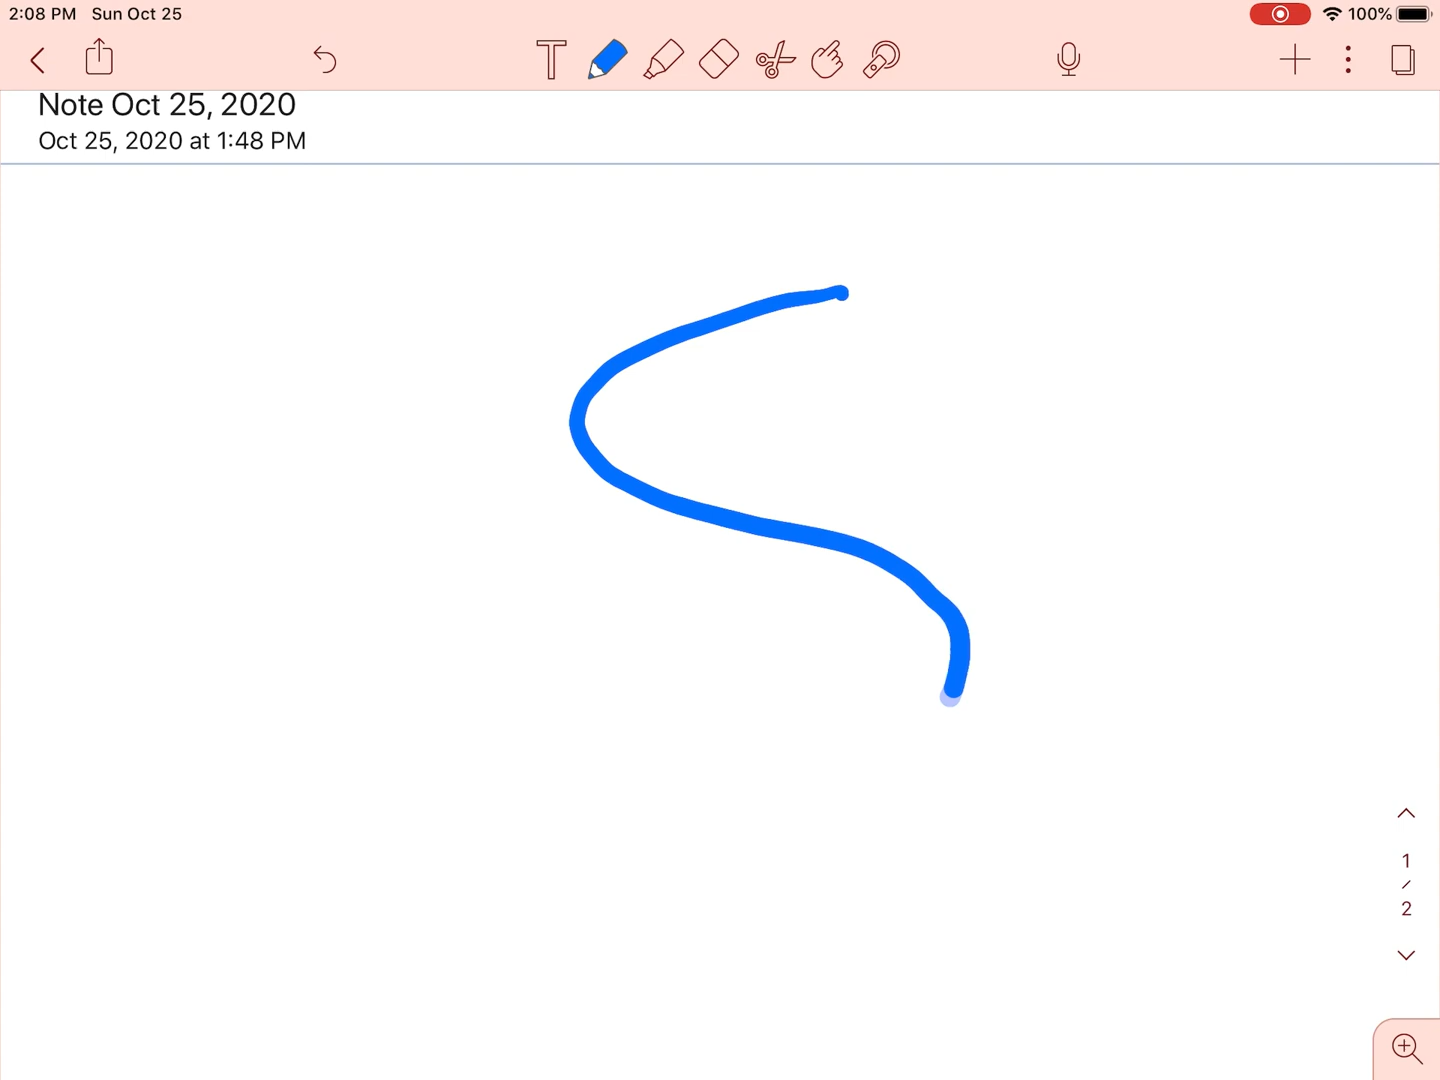 2:08 PM Sun Oct 25 100%
Note Oct 25, 2020
Oct 25, 2020 at 1:48 PM
1
/
2